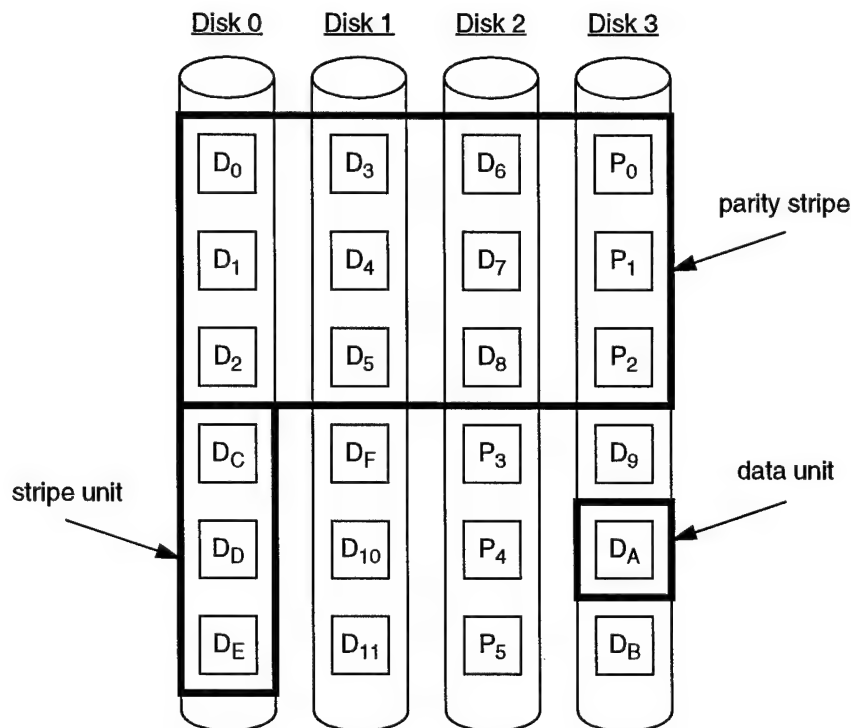 Disk 0 Disk 1 Disk 2 Disk 3
D0 D3 D6 P0
parity stripe
D1 D4 D7 P1
D2 D5 D8 P2
DC DF P3 D9
stripe unit
data unit
DD D10 P4 DA
DE D11 P5 DB